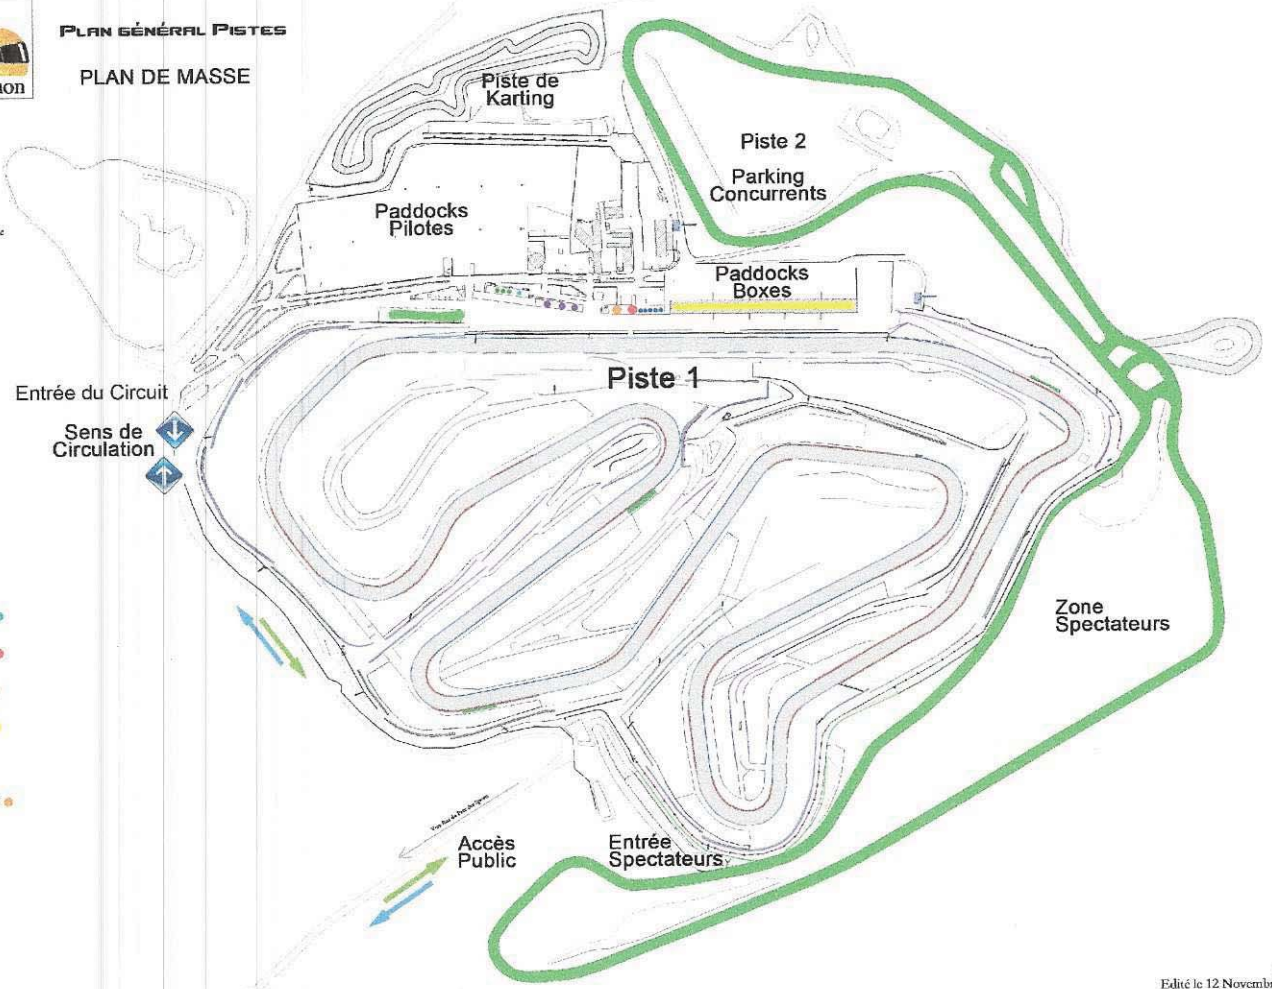 PLAN GÉNÉRAL PISTES
PLAN DE MASSE
Piste de
Karting
Piste 2
Parking
Concurrents
Paddocks
Pilotes
Paddocks
Boxes
Piste 1
Entrée du Circuit
Sens de
Circulation
Zone
Spectateurs
Accès
Public
Entrée
Spectateurs
Edité le 12 Novembr